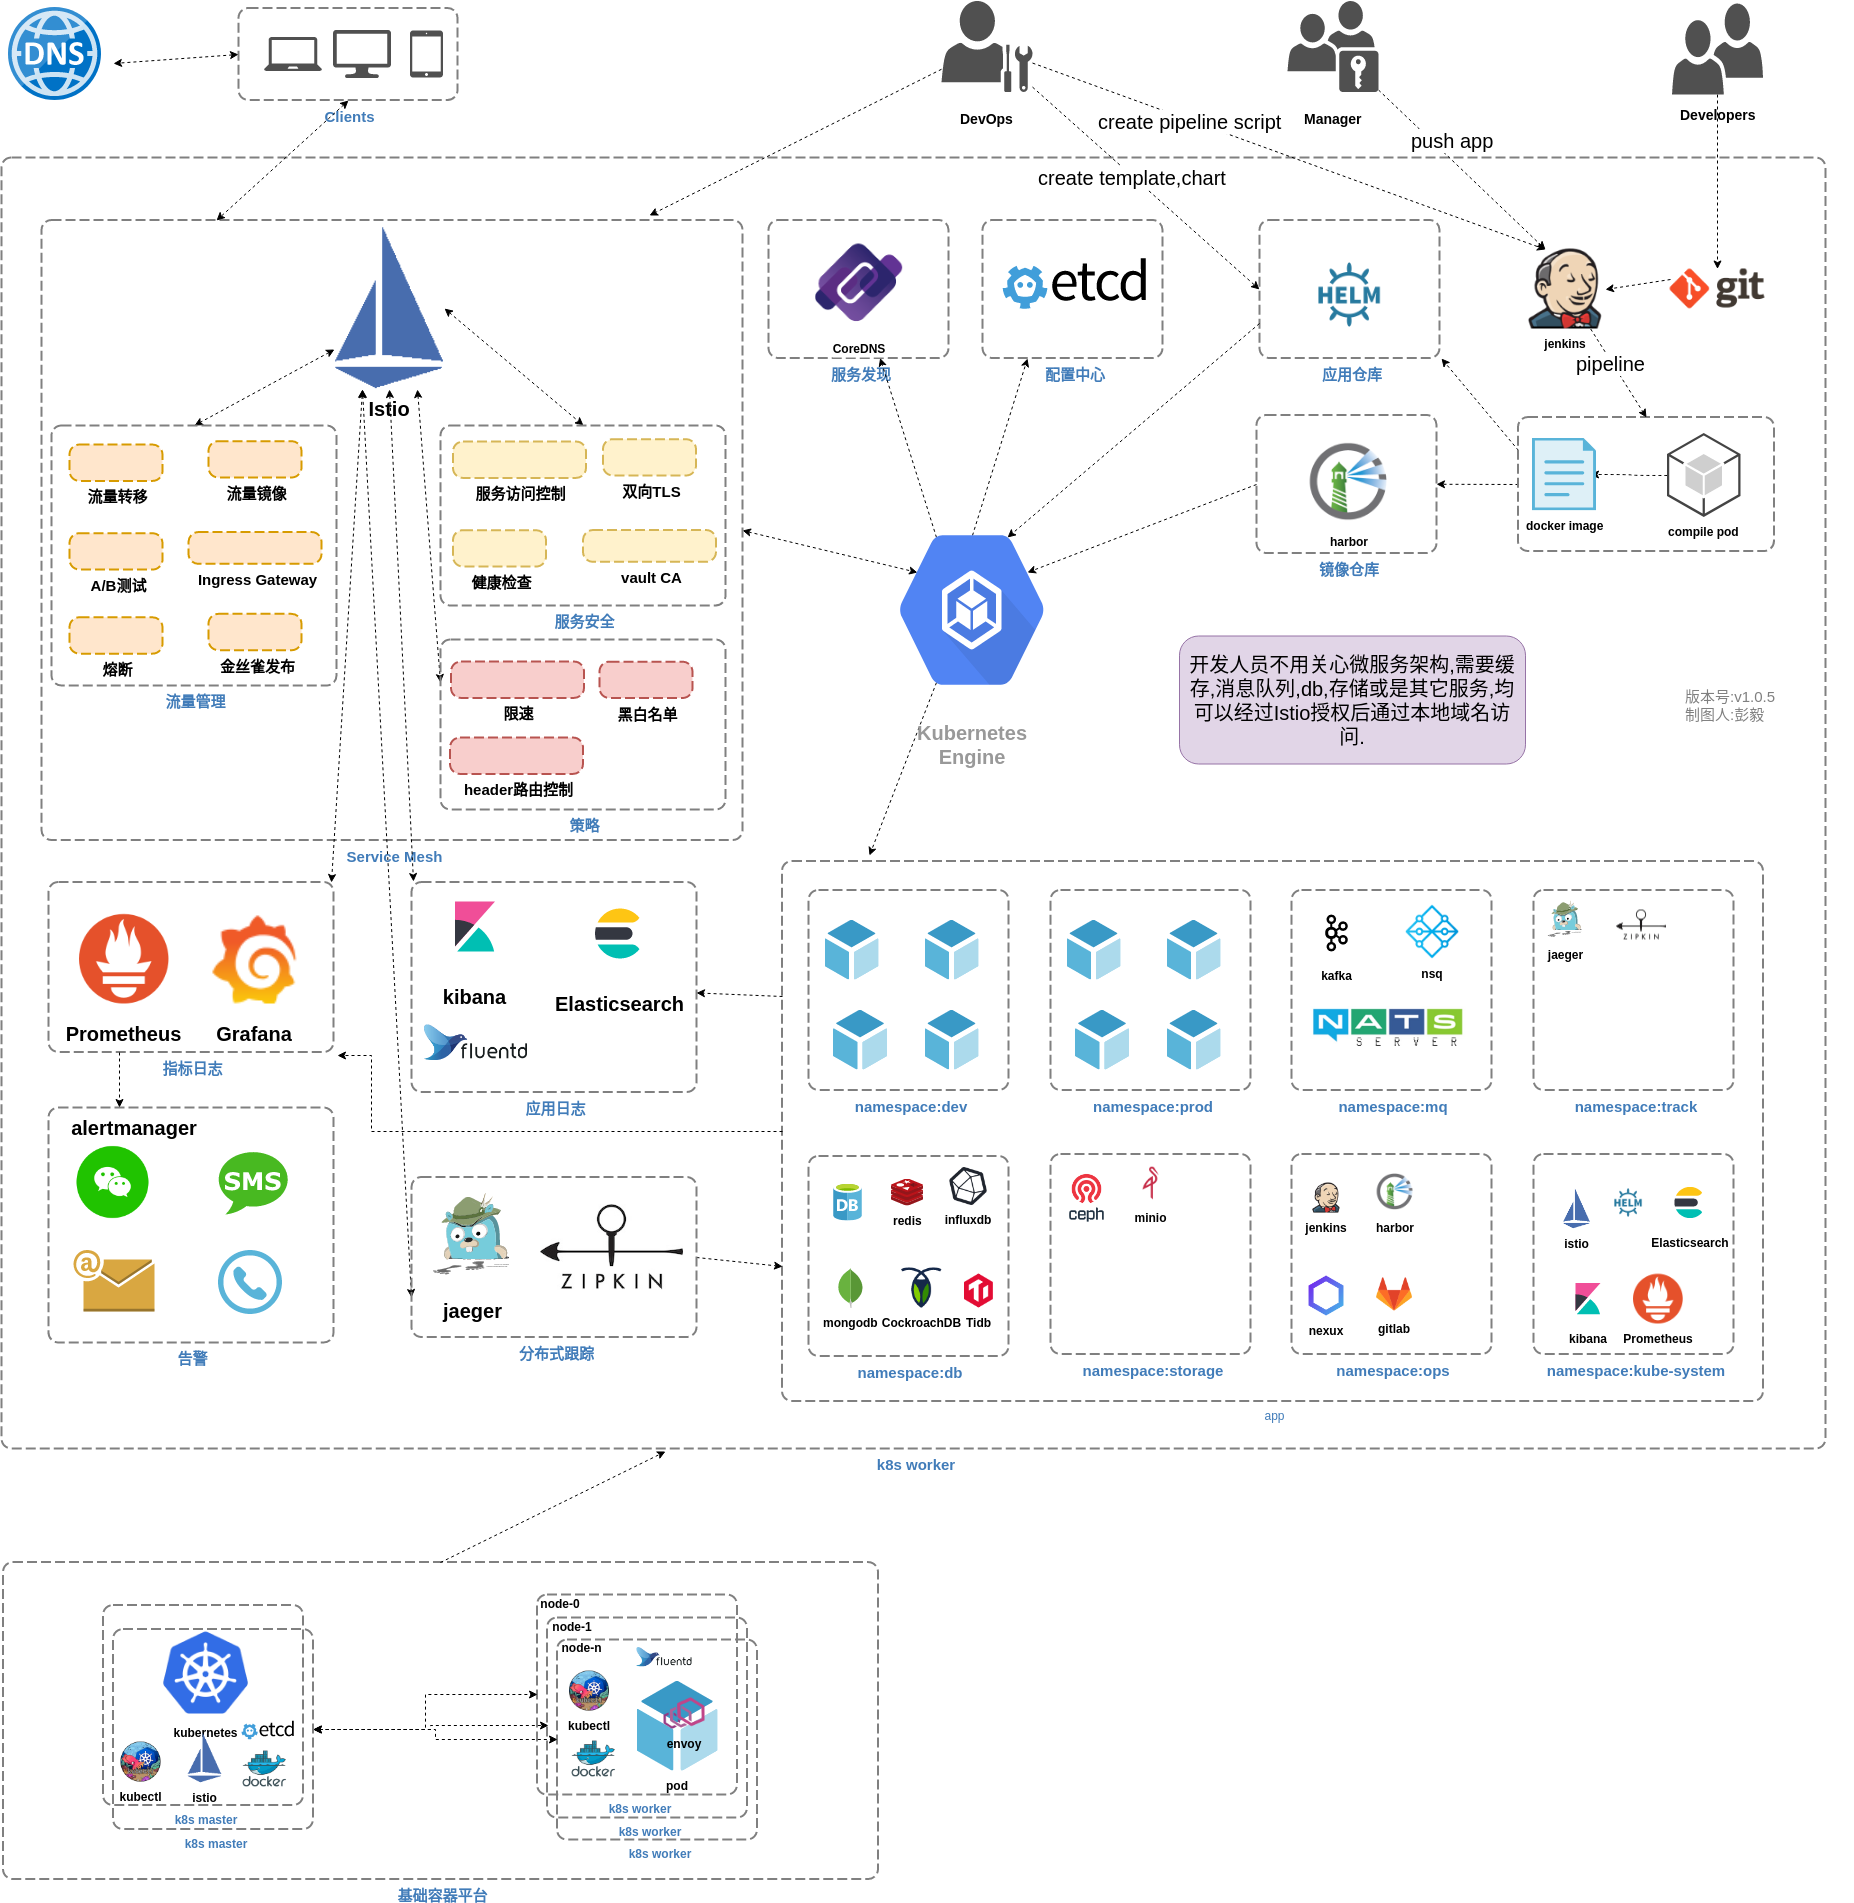 DNS
Clients
DevOps
Manager
Developers
create pipeline script
push app
create template,chart
Istio
CoreDNS
服务发现
etcd
配置中心
HELM
应用仓库
jenkins
git
pipeline
流量转移
流量镜像
A/B测试
Ingress Gateway
熔断
金丝雀发布
流量管理
服务访问控制
双向TLS
健康检查
vault CA
服务安全
限速
黑白名单
header路由控制
策略
Service Mesh
harbor
镜像仓库
docker image
compile pod
Kubernetes
Engine
开发人员不用关心微服务架构,需要缓
存,消息队列,db,存储或是其它服务,均
可以经过Istio授权后通过本地域名访
问.
版本号:v1.0.5
制图人:彭毅
Prometheus
Grafana
指标日志
kibana
Elasticsearch
fluentd
应用日志
alertmanager
SMS
@
告警
jaeger
ZIPKIN
分布式跟踪
namespace:dev
namespace:prod
kafka
nsq
NATS
SERVER
namespace:mq
jaeger
ZIPKIN
namespace:track
DB
redis
influxdb
mongodb
CockroachDB
Tidb
namespace:db
ceph
minio
namespace:storage
jenkins
harbor
nexux
gitlab
namespace:ops
istio
HELM
Elasticsearch
kibana
Prometheus
namespace:kube-system
app
k8s worker
kubernetes
etcd
kubectl
istio
docker
k8s master
k8s master
node-0
node-1
node-n
fluentd
kubectl
docker
envoy
pod
k8s worker
k8s worker
k8s worker
基础容器平台